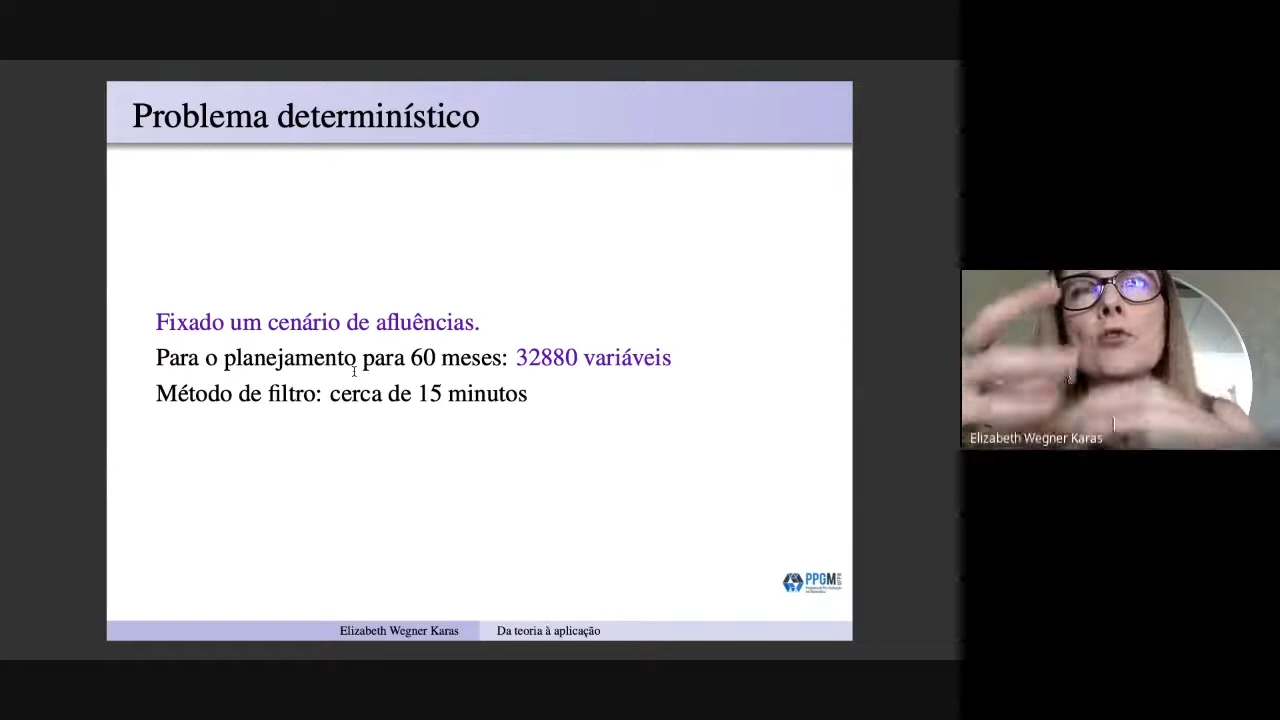 Problema determinístico
Fixado um cenário de afluências.
Para o planejamento para 60 meses: 32880 variáveis
Método de filtro: cerca de 15 minutos
PPGM
Elizabeth Wegner Karas
Da teoria à aplicação
Elizabeth Wegner Karas